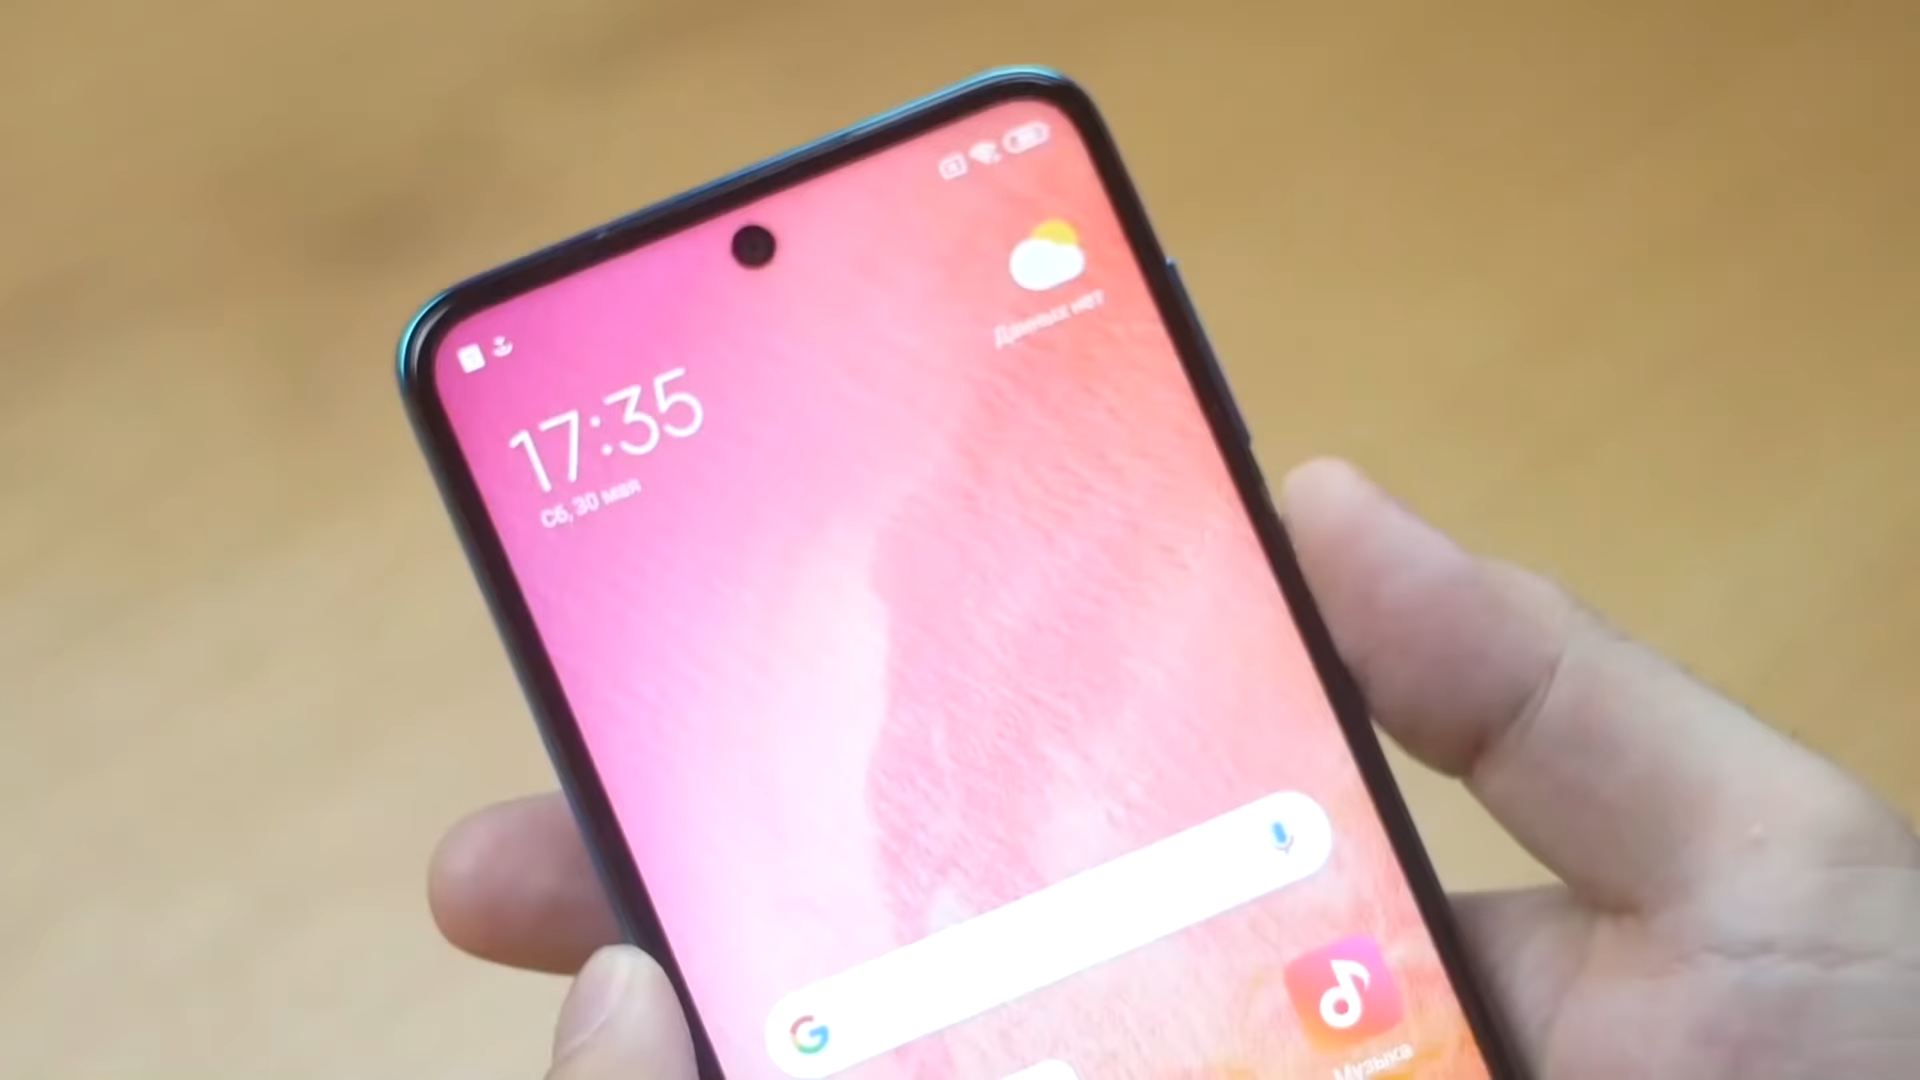 Данных нет
17:35
Сб, 30 мая
G
Музыка